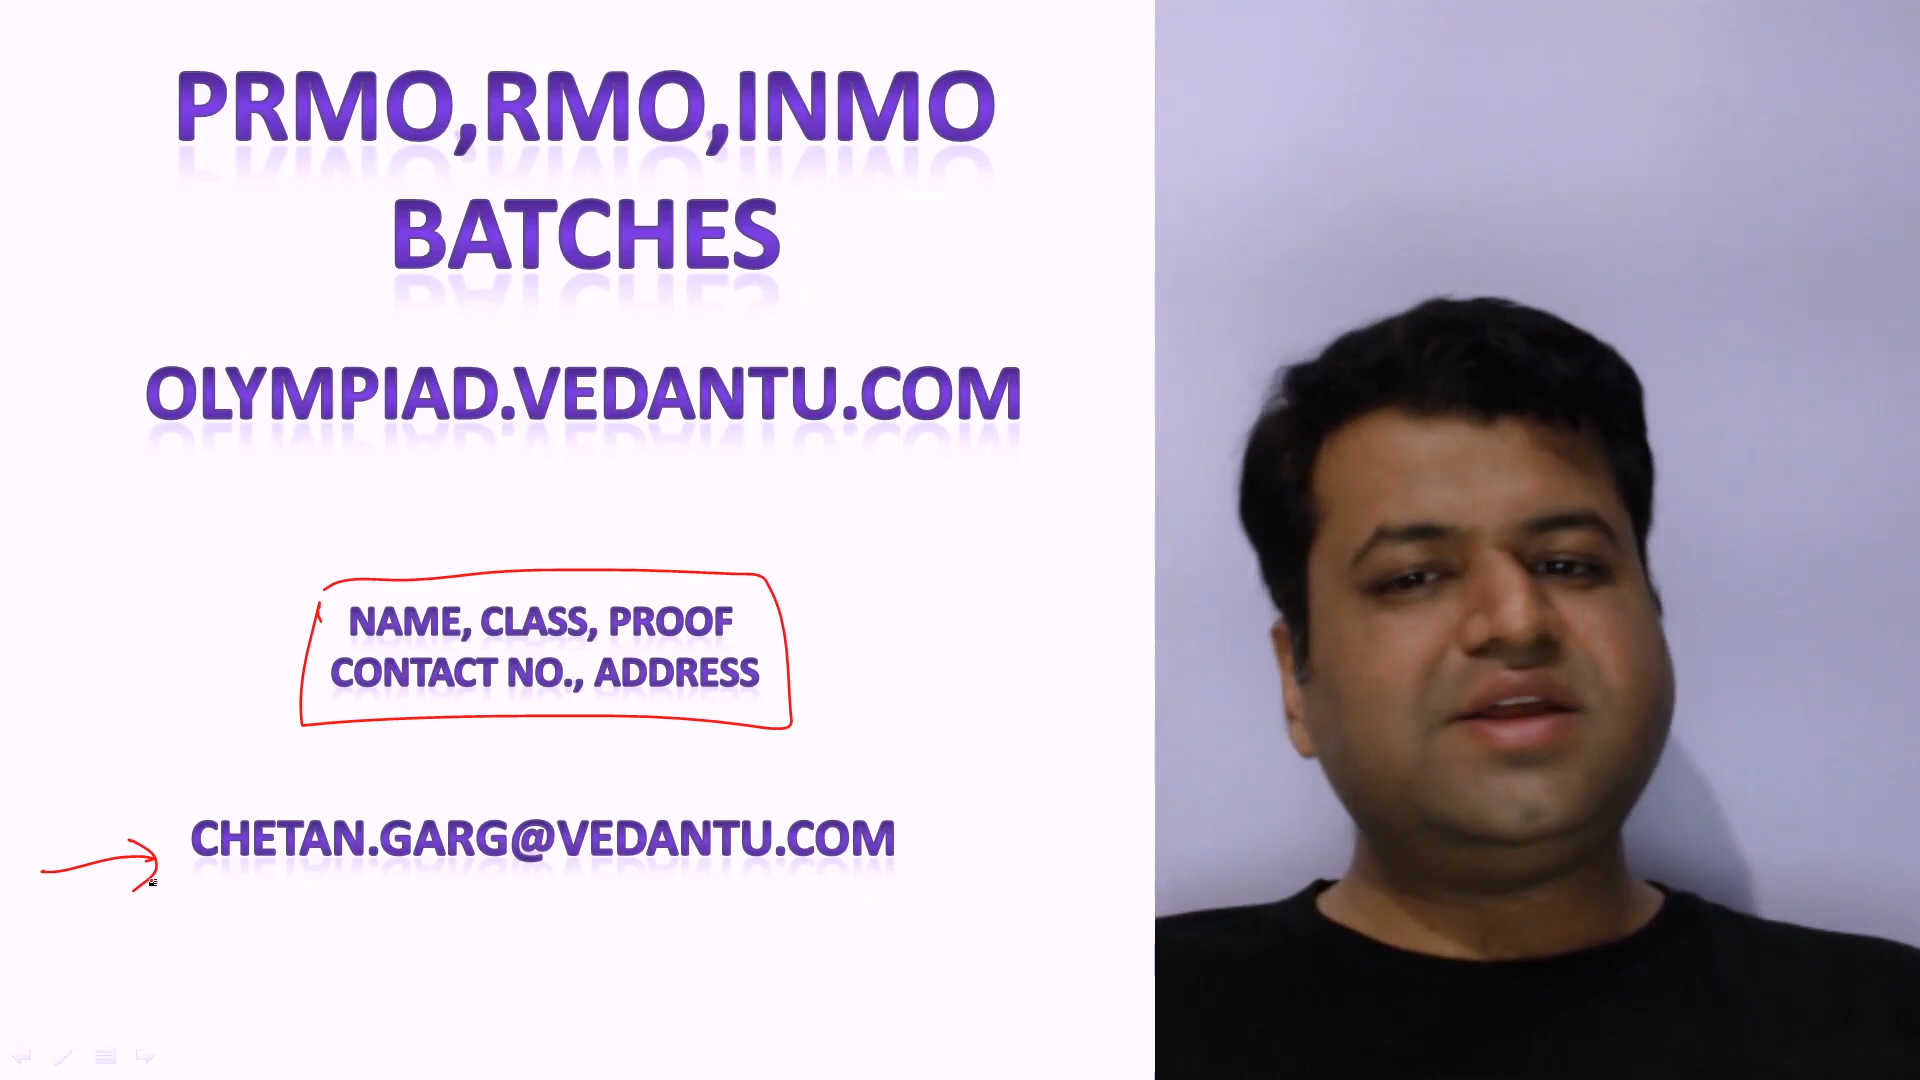 PRMO,RMO,INMO
BATCHES
OLYMPIAD.VEDANTU.COM
NAME, CLASS, PROOF
CONTACT NO., ADDRESS
CHETAN.GARG@VEDANTU.COM